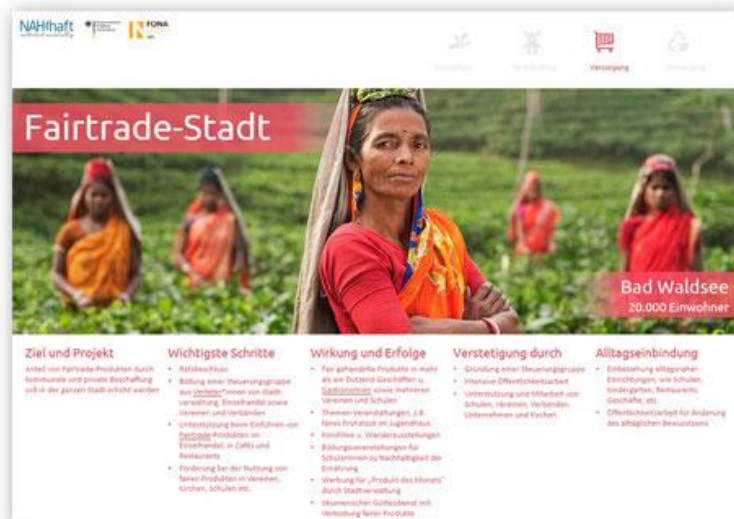 NAHhaft
FONA
Versorgung
Fairtrade-Stadt
Bad Waldsee
20.000 Einwohner
Ziel und Projekt
Anteil von Fairtrade-Produkten durch
kommunale und private Beschaffung
soll in der ganzen Stadt erhöht werden
Wichtigste Schritte
• Ratsbeschluss
• Bildung einer Steuerungsgruppe
aus Vertreter*innen von Stadt-
verwaltung, Einzelhandel sowie
Vereinen und Verbänden
• Unterstützung beim Einführen von
Fairtrade-Produkten im
Einzelhandel, in Cafés und
Restaurants
• Förderung bei der Nutzung von
fairen Produkten in Vereinen,
Kirchen, Schulen etc.
Wirkung und Erfolge
• Fair gehandelte Produkte in mehr
als ein Dutzend Geschäften u.
Gastronomien sowie mehreren
Vereinen und Schulen
• Themen-Veranstaltungen, z.B.
faires Frühstück im Jugendhaus
• Kinofilme u. Wanderausstellungen
• Bildungsveranstaltungen für
SchülerInnen zu Nachhaltigkeit der
Ernährung
• Werbung für „Produkt des Monats"
durch Stadtverwaltung
• ökumenischer Gottesdienst mit
Verkostung fairer Produkte
Verstetigung durch
• Gründung einer Steuerungsgruppe
• Intensive Öffentlichkeitsarbeit
• Unterstützung und Mitarbeit von
Schulen, Vereinen, Verbänden,
Unternehmen und Kirchen
Alltagseinbindung
• Einbeziehung alltagsnaher
Einrichtungen, wie Schulen,
Kindergärten, Restaurants,
Geschäfte, etc.
• Öffentlichkeitsarbeit für Änderung
des alltäglichen Bewusstseins